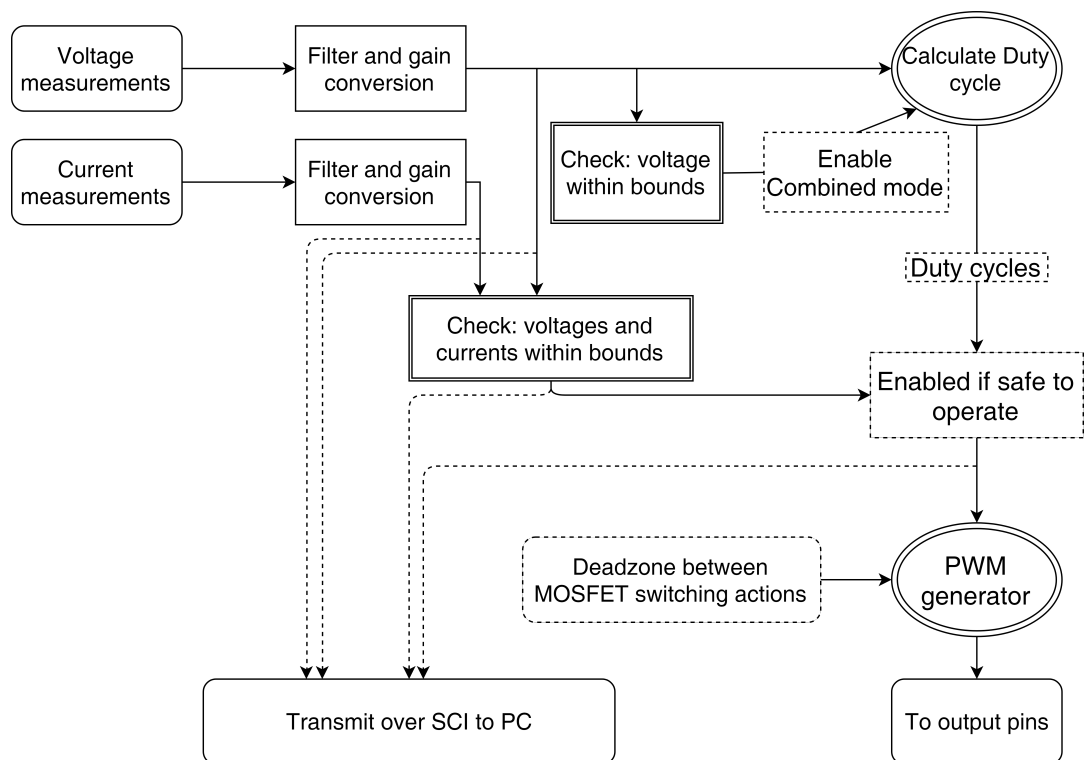 Voltage
measurements
Filter and gain
conversion
Calculate Duty
cycle
Current
measurements
Filter and gain
conversion
Check: voltage
within bounds
Enable
Combined mode
Duty cycles
Check: voltages and
currents within bounds
Enabled if safe to
operate
Deadzone between
MOSFET switching actions
PWM
generator
Transmit over SCI to PC
To output pins